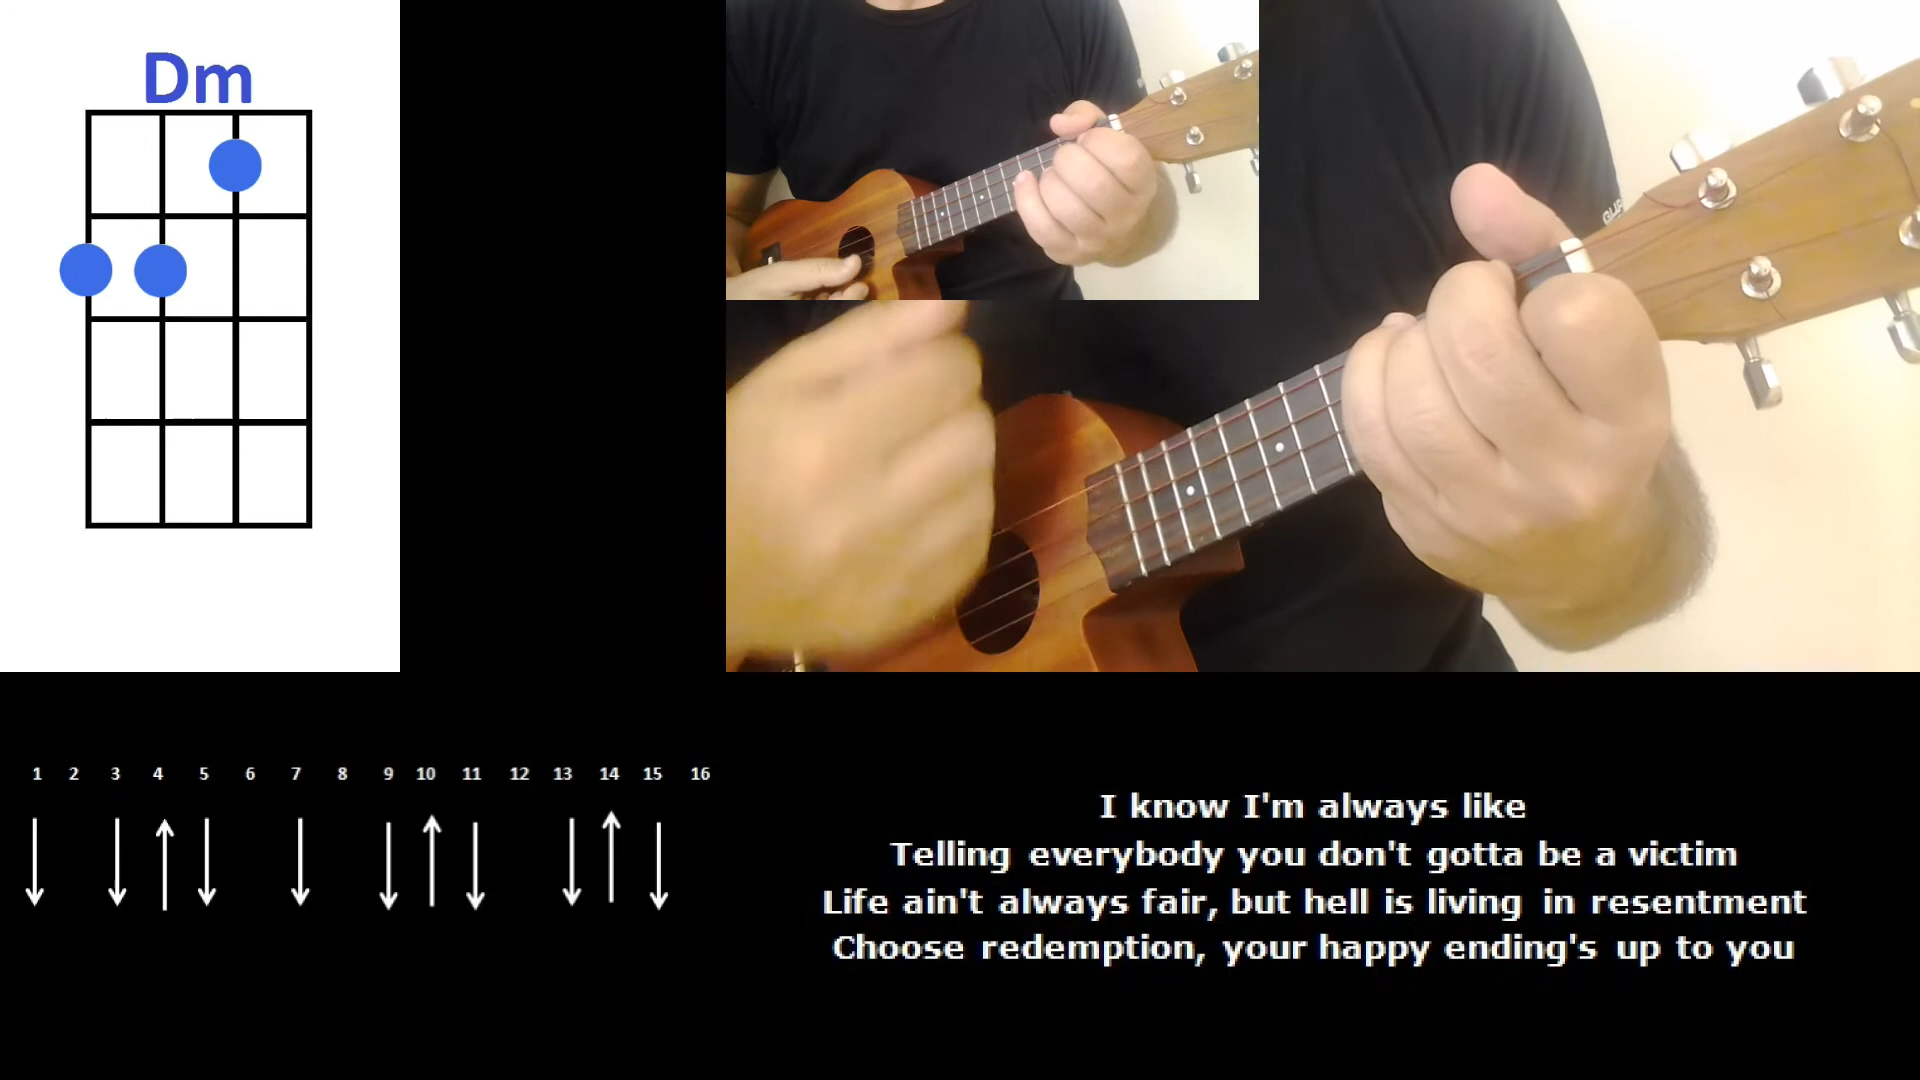 Dm
1 2 3 4 5 6 7 8 9 10 11 12 13 14 15 16
I know I'm always like
Telling everybody you don't gotta be a victim
Life ain't always fair, but hell is living in resentment
Choose redemption, your happy ending's up to you